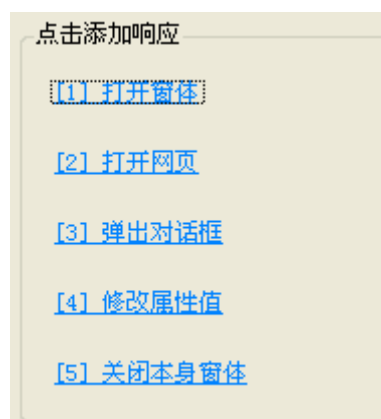 点击添加响应
[1] 打开窗体
[2] 打开网页
[3] 弹出对话框
[4] 修改属性值
[5] 关闭本身窗体